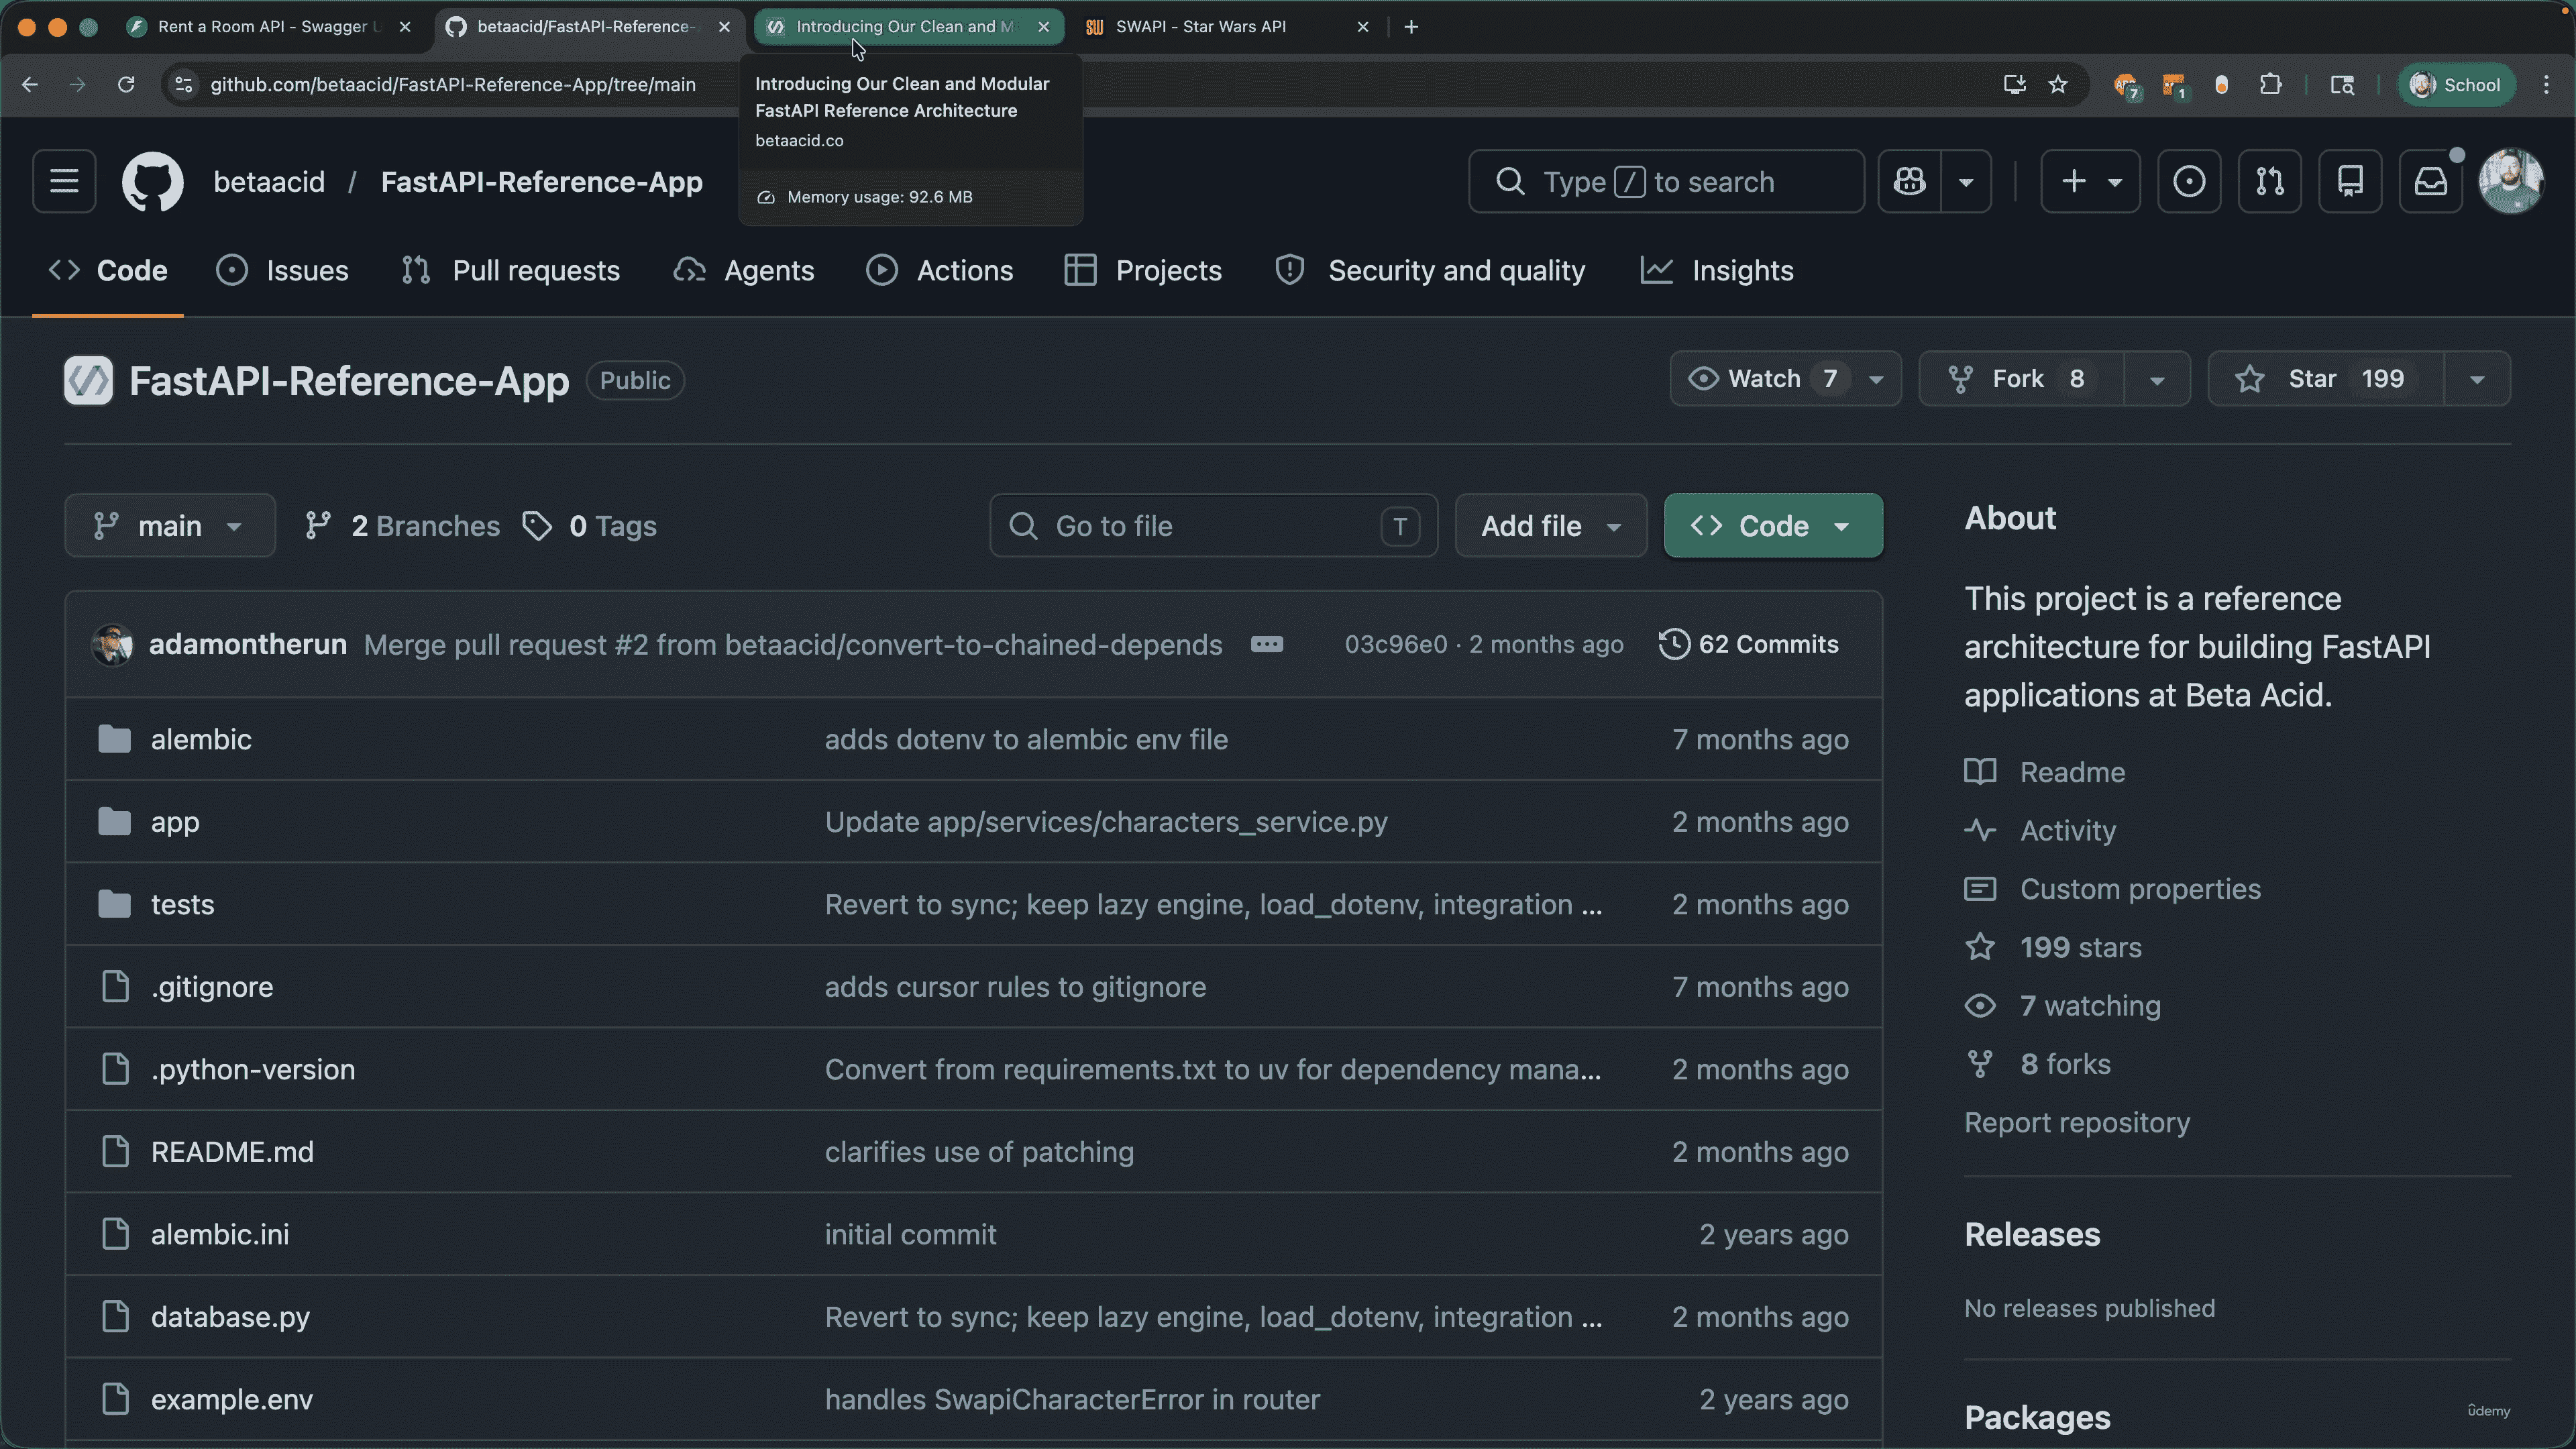 Rent a Room API - Swagger U
betaacid/FastAPI-Reference-
Introducing Our Clean and M
SWAPI - Star Wars API
github.com/betaacid/FastAPI-Reference-App/tree/main
7
1
School
Introducing Our Clean and Modular
FastAPI Reference Architecture
betaacid.co
Memory usage: 92.6 MB
betaacid / FastAPI-Reference-App
Type / to search
Code
Issues
Pull requests
Agents
Actions
Projects
Security and quality
Insights
FastAPI-Reference-App
Public
Watch 7
Fork 8
Star 199
main
2 Branches
0 Tags
Go to file
T
Add file
Code
adamontherun Merge pull request #2 from betaacid/convert-to-chained-depends
03c96e0 · 2 months ago
62 Commits
alembic adds dotenv to alembic env file 7 months ago
app Update app/services/characters_service.py 2 months ago
tests Revert to sync; keep lazy engine, load_dotenv, integration ... 2 months ago
.gitignore adds cursor rules to gitignore 7 months ago
.python-version Convert from requirements.txt to uv for dependency mana... 2 months ago
README.md clarifies use of patching 2 months ago
alembic.ini initial commit 2 years ago
database.py Revert to sync; keep lazy engine, load_dotenv, integration ... 2 months ago
example.env handles SwapiCharacterError in router 2 years ago
About
This project is a reference
architecture for building FastAPI
applications at Beta Acid.
Readme
Activity
Custom properties
199 stars
7 watching
8 forks
Report repository
Releases
No releases published
Packages
ûdemy